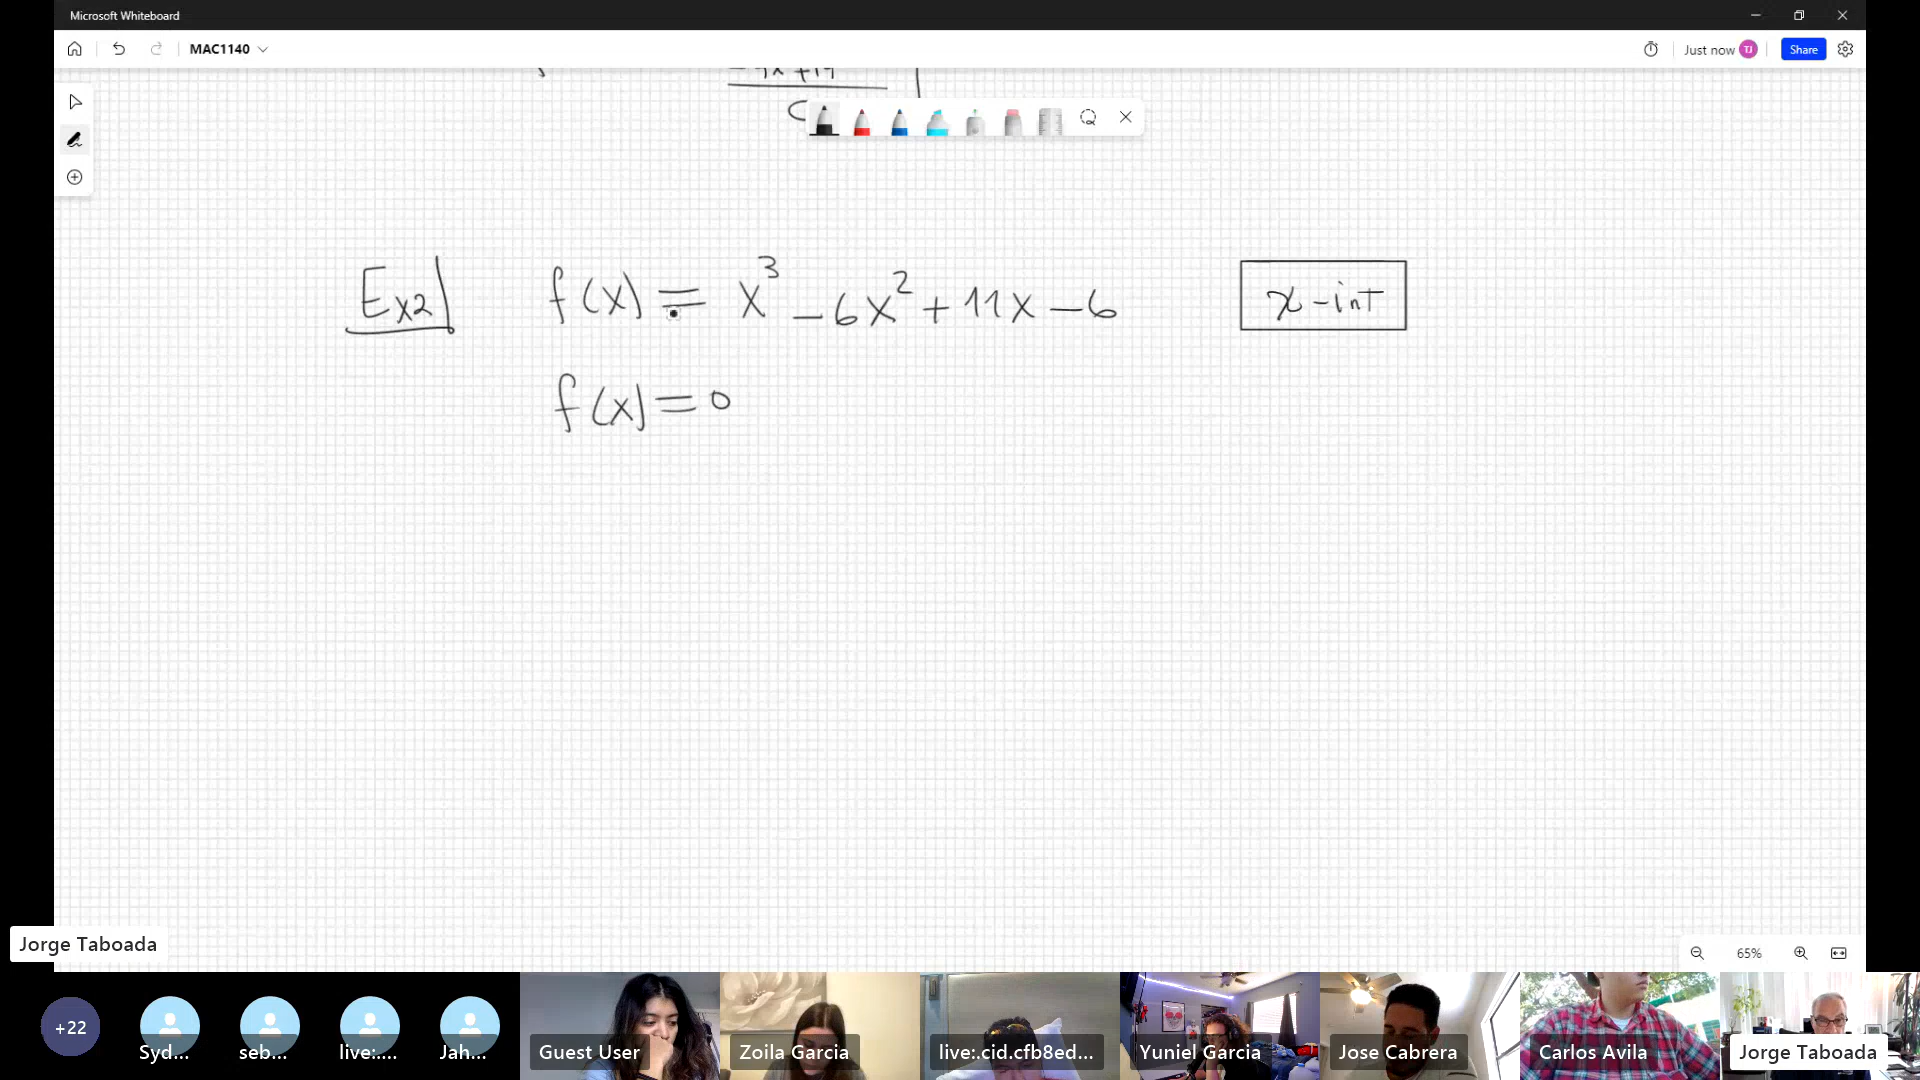 Microsoft Whiteboard
MAC1140
Just now TJ Share
Ex2 f(x) = x³ - 6x² + 11x - 6 x-int
f(x) = 0
Jorge Taboada
65%
+22 Syd... seb... live:.... Jah... Guest User Zoila Garcia live:.cid.cfb8ed... Yuniel Garcia Jose Cabrera Carlos Avila Jorge Taboada